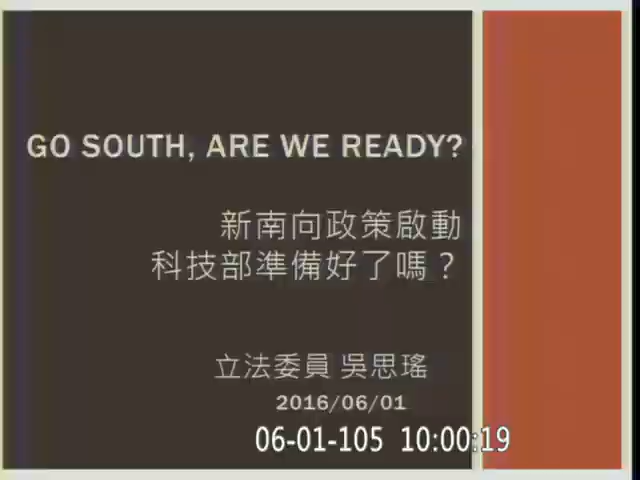 GO SOUTH, ARE WE READY?
新南向政策啟動
科技部準備好了嗎？
立法委員 吳思瑤
2016/06/01
06-01-105 10:00:19